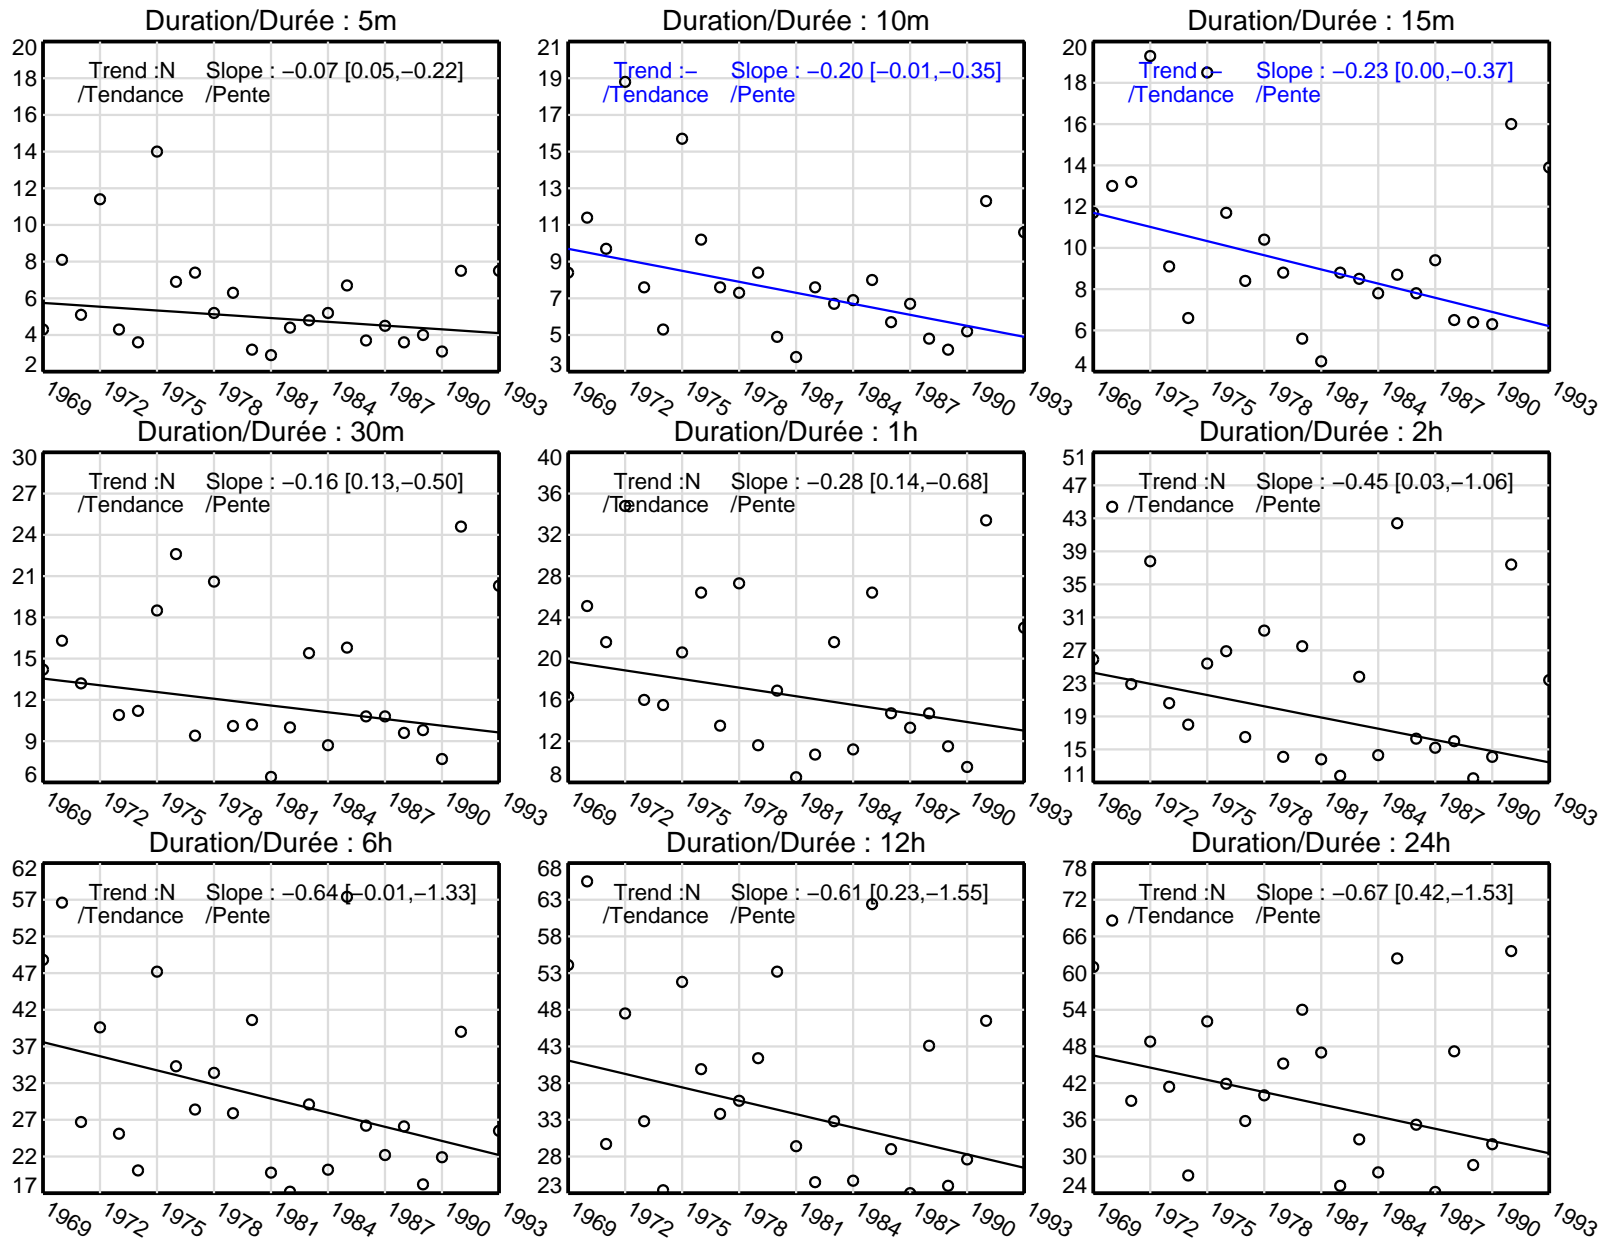 Duration/Durée : 5m
Trend :N Slope : −0.07 [0.05,−0.22]
/Tendance /Pente
20
18
16
14
12
10
8
6
4
2
1969 1972 1975 1978 1981 1984 1987 1990 1993
Duration/Durée : 10m
Trend :− Slope : −0.20 [−0.01,−0.35]
/Tendance /Pente
21
19
17
15
13
11
9
7
5
3
1969 1972 1975 1978 1981 1984 1987 1990 1993
Duration/Durée : 15m
Trend :− Slope : −0.23 [0.00,−0.37]
/Tendance /Pente
20
18
16
14
12
10
8
6
4
1969 1972 1975 1978 1981 1984 1987 1990 1993
Duration/Durée : 30m
Trend :N Slope : −0.16 [0.13,−0.50]
/Tendance /Pente
30
27
24
21
18
15
12
9
6
1969 1972 1975 1978 1981 1984 1987 1990 1993
Duration/Durée : 1h
Trend :N Slope : −0.28 [0.14,−0.68]
/Tendance /Pente
40
36
32
28
24
20
16
12
8
1969 1972 1975 1978 1981 1984 1987 1990 1993
Duration/Durée : 2h
Trend :N Slope : −0.45 [0.03,−1.06]
/Tendance /Pente
51
47
43
39
35
31
27
23
19
15
11
1969 1972 1975 1978 1981 1984 1987 1990 1993
Duration/Durée : 6h
Trend :N Slope : −0.64 [−0.01,−1.33]
/Tendance /Pente
62
57
52
47
42
37
32
27
22
17
1969 1972 1975 1978 1981 1984 1987 1990 1993
Duration/Durée : 12h
Trend :N Slope : −0.61 [0.23,−1.55]
/Tendance /Pente
68
63
58
53
48
43
38
33
28
23
1969 1972 1975 1978 1981 1984 1987 1990 1993
Duration/Durée : 24h
Trend :N Slope : −0.67 [0.42,−1.53]
/Tendance /Pente
78
72
66
60
54
48
42
36
30
24
1969 1972 1975 1978 1981 1984 1987 1990 1993